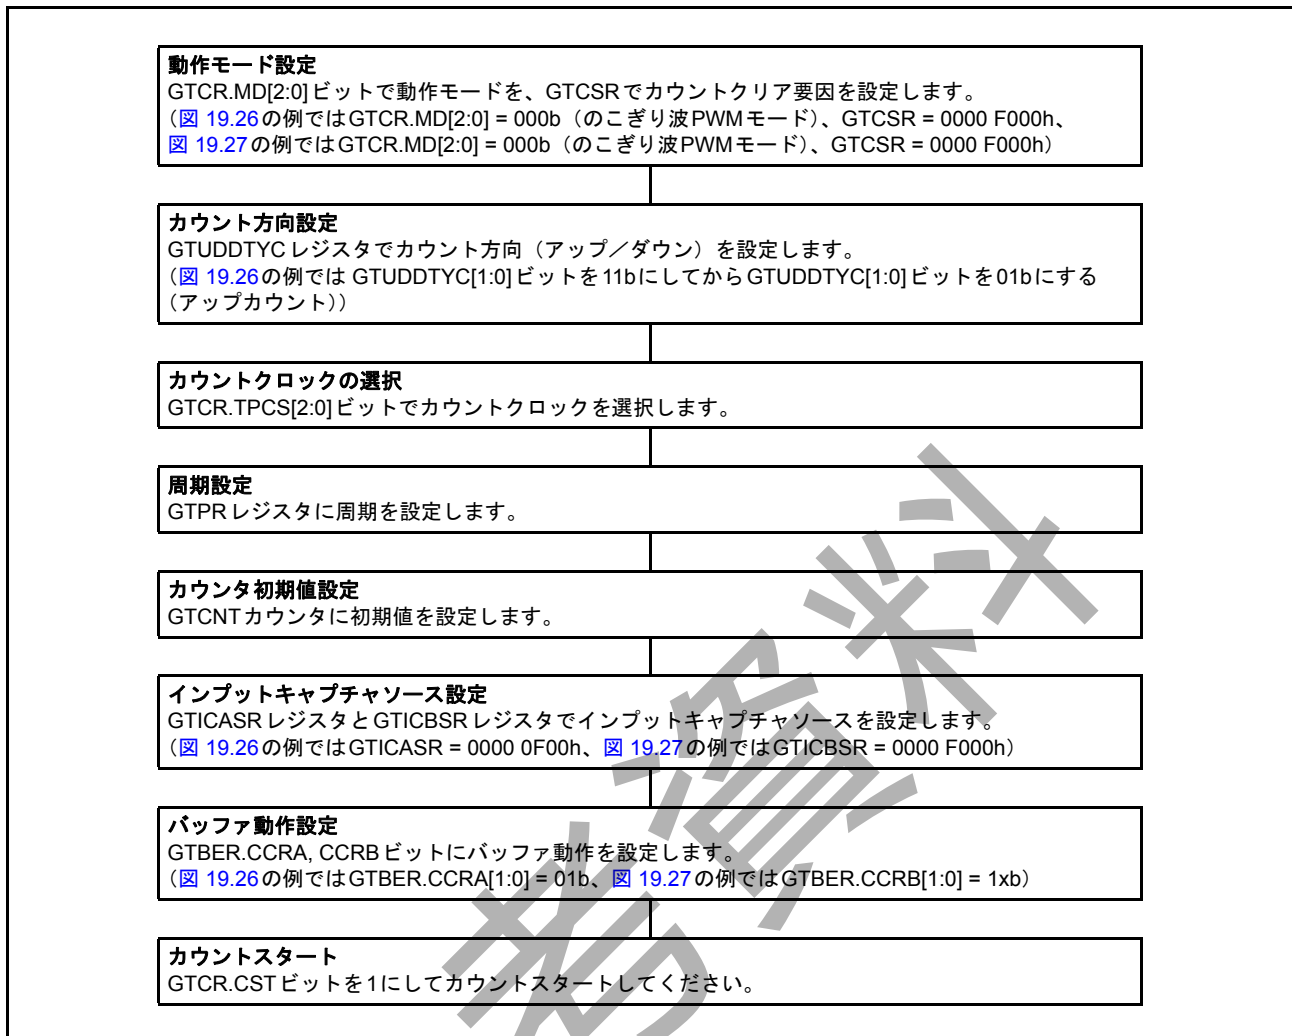 動作モード設定
GTCR.MD[2:0]ビットで動作モードを、GTCSRでカウントクリア要因を設定します。
(図 19.26の例ではGTCR.MD[2:0] = 000b(のこぎり波PWMモード)、GTCSR = 0000 F000h、
図 19.27の例ではGTCR.MD[2:0] = 000b(のこぎり波PWMモード)、GTCSR = 0000 F000h)
カウント方向設定
GTUDDTYCレジスタでカウント方向(アップ/ダウン)を設定します。
(図 19.26の例では GTUDDTYC[1:0]ビットを11bにしてからGTUDDTYC[1:0]ビットを01bにする
(アップカウント))
カウントクロックの選択
GTCR.TPCS[2:0]ビットでカウントクロックを選択します。
周期設定
GTPRレジスタに周期を設定します。
カウンタ初期値設定
GTCNTカウンタに初期値を設定します。
インプットキャプチャソース設定
GTICASRレジスタとGTICBSRレジスタでインプットキャプチャソースを設定します。
(図 19.26の例ではGTICASR = 0000 0F00h、図 19.27の例ではGTICBSR = 0000 F000h)
バッファ動作設定
GTBER.CCRA, CCRBビットにバッファ動作を設定します。
(図 19.26の例ではGTBER.CCRA[1:0] = 01b、図 19.27の例ではGTBER.CCRB[1:0] = 1xb)
カウントスタート
GTCR.CSTビットを1にしてカウントスタートしてください。
考資料